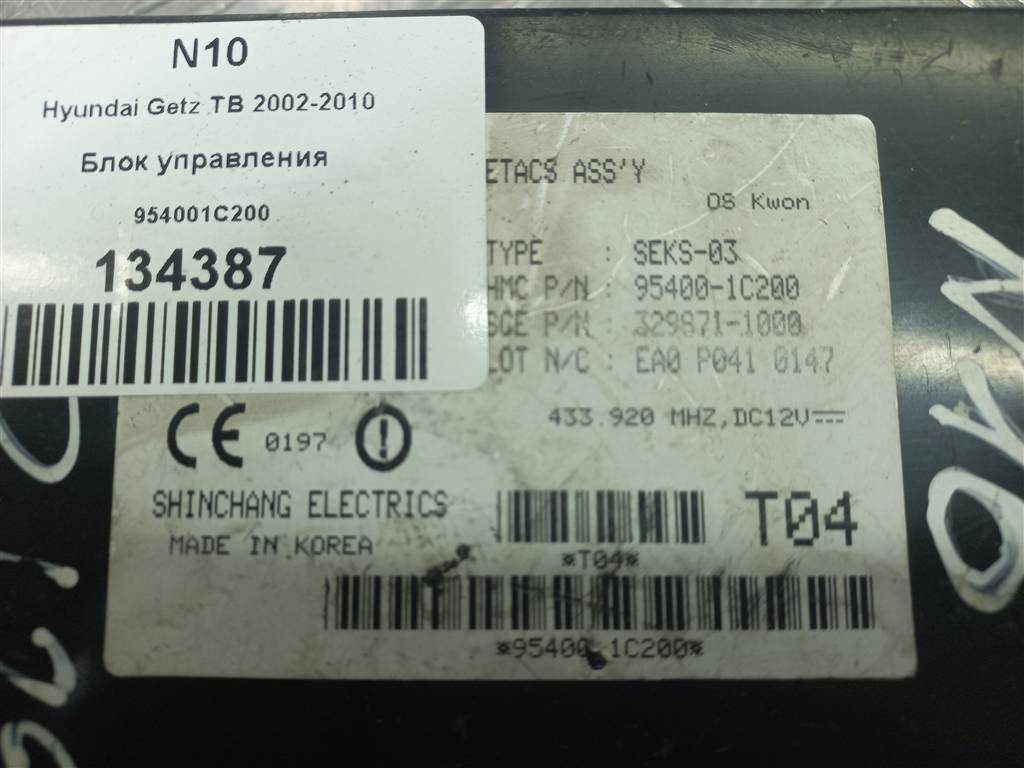 N10
Hyundai Getz TB 2002-2010
Блок управления
954001C200
134387
ETACS ASS'Y
OS Kwon
TYPE : SEKS-03
HMC P/N : 95400-1C200
SCE P/N : 329871-1000
LOT N/C : EA0 P041 0147
433.920 MHZ, DC12V
CE 0197
SHINCHANG ELECTRICS
MADE IN KOREA
T04
*T04*
*95400-1C200*